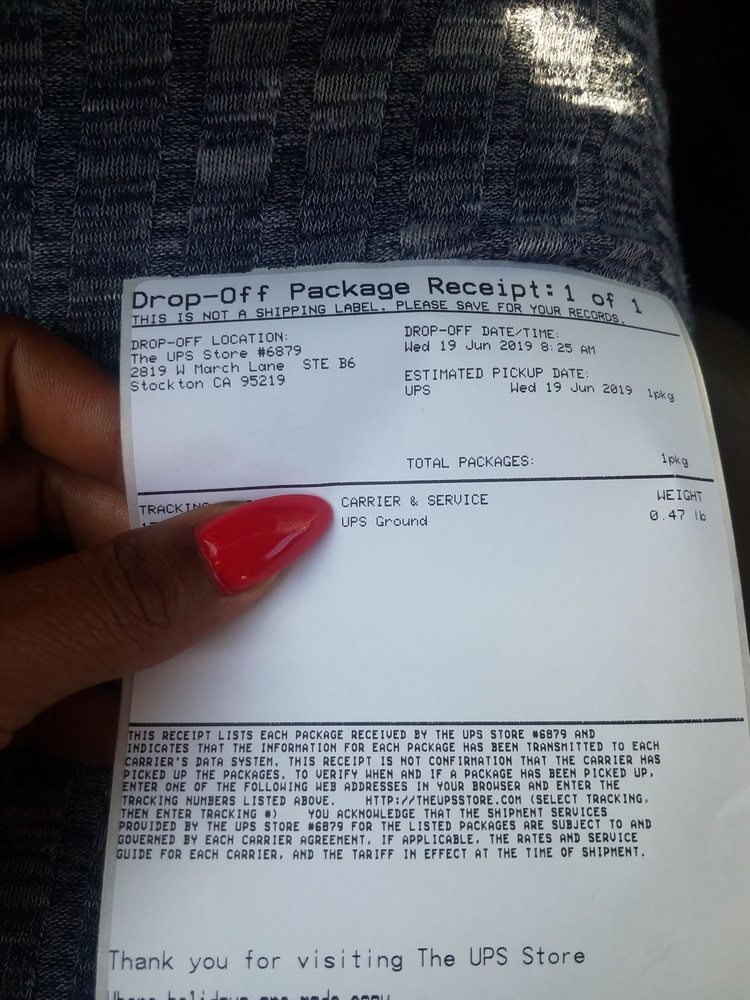 Drop-Off Package Receipt: 1 of 1
THIS IS NOT A SHIPPING LABEL. PLEASE SAVE FOR YOUR RECORDS.
DROP-OFF LOCATION:
The UPS Store #6879
2819 W March Lane STE B6
Stockton CA 95219
DROP-OFF DATE/TIME:
Wed 19 Jun 2019 8:25 AM
ESTIMATED PICKUP DATE:
UPS Wed 19 Jun 2019 1pkg
TOTAL PACKAGES: 1pkg
CARRIER & SERVICE WEIGHT
UPS Ground 0.47 lb
THIS RECEIPT LISTS EACH PACKAGE RECEIVED BY THE UPS STORE #6879 AND
INDICATES THAT THE INFORMATION FOR EACH PACKAGE HAS BEEN TRANSMITTED TO EACH
CARRIER'S DATA SYSTEM. THIS RECEIPT IS NOT CONFIRMATION THAT THE CARRIER HAS
PICKED UP THE PACKAGES. TO VERIFY WHEN AND IF A PACKAGE HAS BEEN PICKED UP,
ENTER ONE OF THE FOLLOWING WEB ADDRESSES IN YOUR BROWSER AND ENTER THE
TRACKING NUMBERS LISTED ABOVE. HTTP://THEUPSSTORE.COM (SELECT TRACKING,
THEN ENTER TRACKING #) YOU ACKNOWLEDGE THAT THE SHIPMENT SERVICES
PROVIDED BY THE UPS STORE #6879 FOR THE LISTED PACKAGES ARE SUBJECT TO AND
GOVERNED BY EACH CARRIER AGREEMENT, IF APPLICABLE, THE RATES AND SERVICE
GUIDE FOR EACH CARRIER, AND THE TARIFF IN EFFECT AT THE TIME OF SHIPMENT.
Thank you for visiting The UPS Store